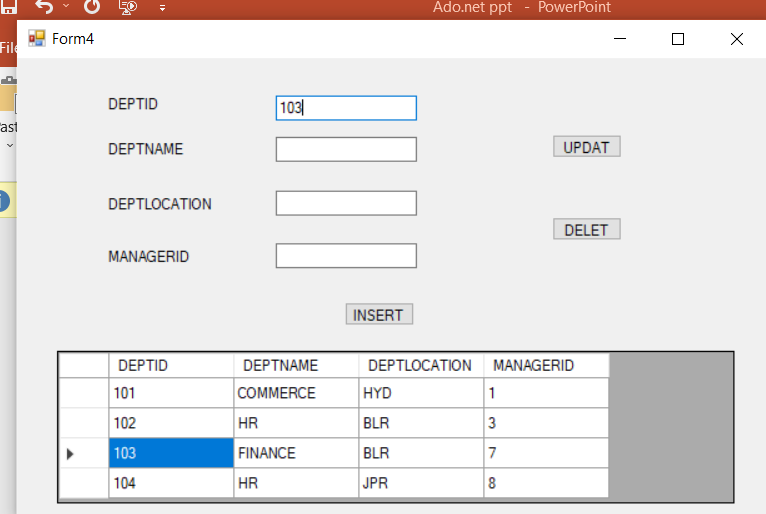 Ado.net ppt - PowerPoint
File
Form4
DEPTID 103
ast
DEPTNAME UPDAT
DEPTLOCATION
DELET
MANAGERID
INSERT
DEPTID DEPTNAME DEPTLOCATION MANAGERID
101 COMMERCE HYD 1
102 HR BLR 3
103 FINANCE BLR 7
104 HR JPR 8